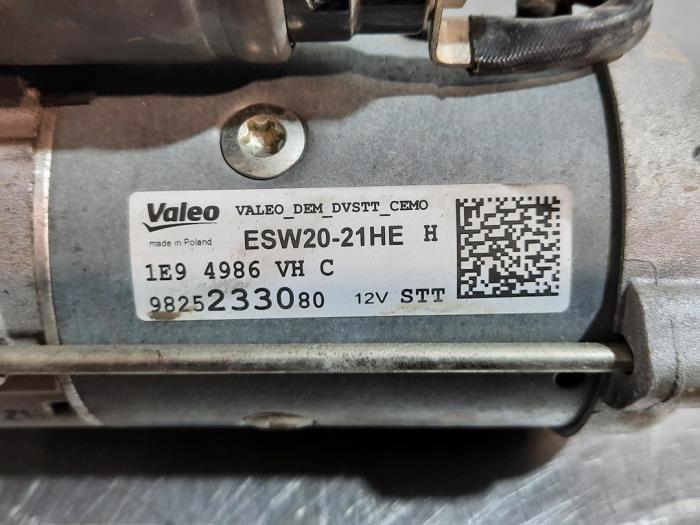 Valeo VALEO_DEM_DVSTT_CEMO
made in Poland ESW20-21HE H
1E9 4986 VH C
9825233080 12V STT